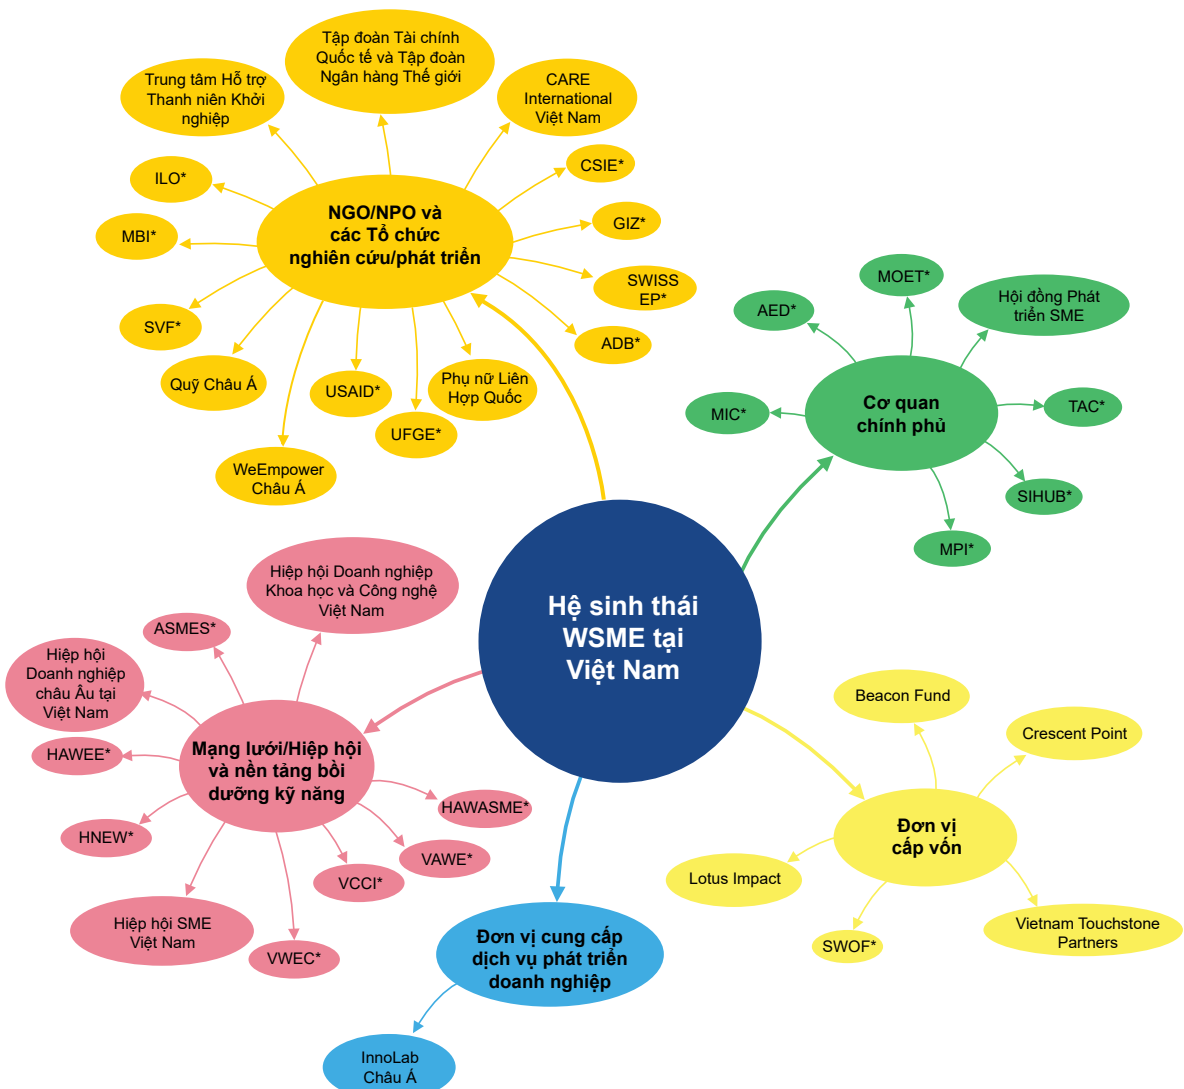 Tập đoàn Tài chính
Quốc tế và Tập đoàn
Ngân hàng Thế giới
Trung tâm Hỗ trợ
Thanh niên Khởi
nghiệp
CARE
International
Việt Nam
CSIE*
ILO*
GIZ*
MBI*
NGO/NPO và
các Tổ chức
nghiên cứu/phát triển
SWISS
EP*
SVF*
ADB*
Quỹ Châu Á
USAID*
Phụ nữ Liên
Hợp Quốc
UFGE*
WeEmpower
Châu Á
MOET*
AED*
Hội đồng Phát
triển SME
MIC*
Cơ quan
chính phủ
TAC*
SIHUB*
MPI*
Hệ sinh thái
WSME tại
Việt Nam
Hiệp hội Doanh nghiệp
Khoa học và Công nghệ
Việt Nam
ASMES*
Hiệp hội
Doanh nghiệp
châu Âu tại
Việt Nam
HAWEE*
Mạng lưới/Hiệp hội
và nền tảng bồi
dưỡng kỹ năng
HAWASME*
HNEW*
VAWE*
VCCI*
Hiệp hội SME
Việt Nam
VWEC*
Beacon Fund
Crescent Point
Đơn vị
cấp vốn
Lotus Impact
SWOF*
Vietnam Touchstone
Partners
Đơn vị cung cấp
dịch vụ phát triển
doanh nghiệp
InnoLab
Châu Á